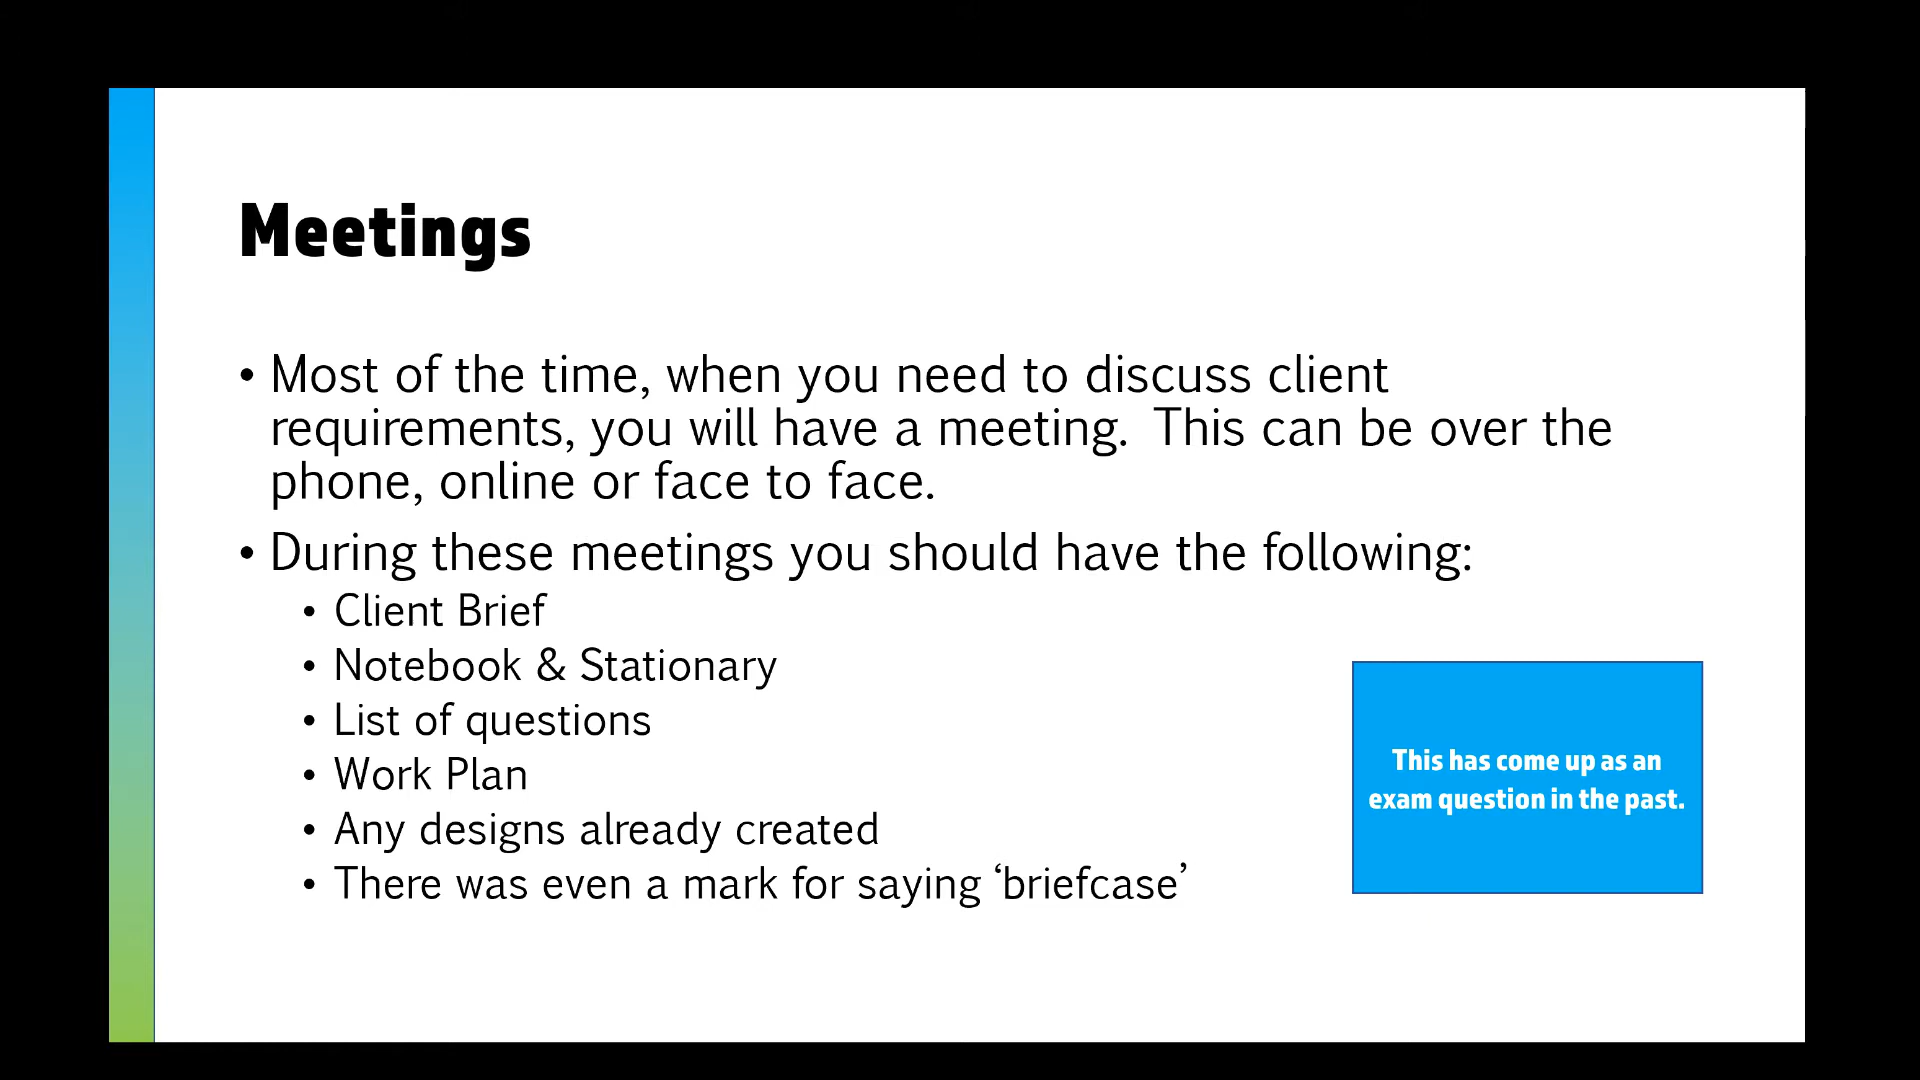 Meetings
• Most of the time, when you need to discuss client
requirements, you will have a meeting.  This can be over the
phone, online or face to face.
• During these meetings you should have the following:
• Client Brief
• Notebook & Stationary
• List of questions
• Work Plan
• Any designs already created
• There was even a mark for saying ‘briefcase’
This has come up as an
exam question in the past.